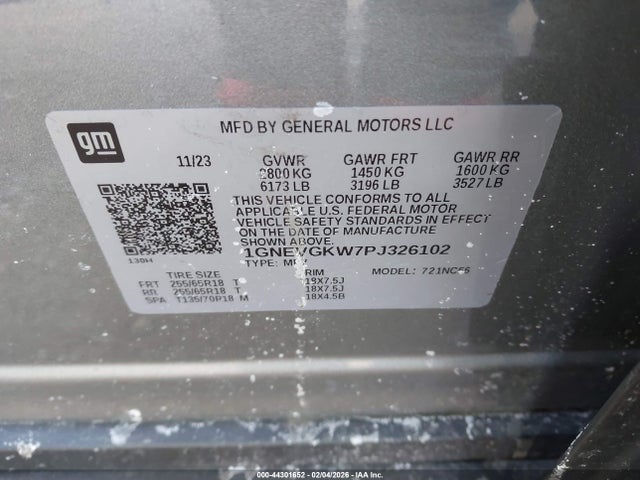 gm
MFD BY GENERAL MOTORS LLC
11/23 GVWR GAWR FRT GAWR RR
2800 KG 1450 KG 1600 KG
6173 LB 3196 LB 3527 LB
THIS VEHICLE CONFORMS TO ALL
APPLICABLE U.S. FEDERAL MOTOR
VEHICLE SAFETY STANDARDS IN EFFECT
ON DATE OF MANUFACTURE
SHOWN ABOVE.
1GNEVGKW7PJ326102
130H
TYPE: MPV MODEL:
TIRE SIZE RIM
FRT 255/65R18 18X7.5J
RR 255/65R18 18X7.5J
SPA T135/70R18 M 18X4.5B
000-44301652 - 02/04/2026 - IAA Inc.